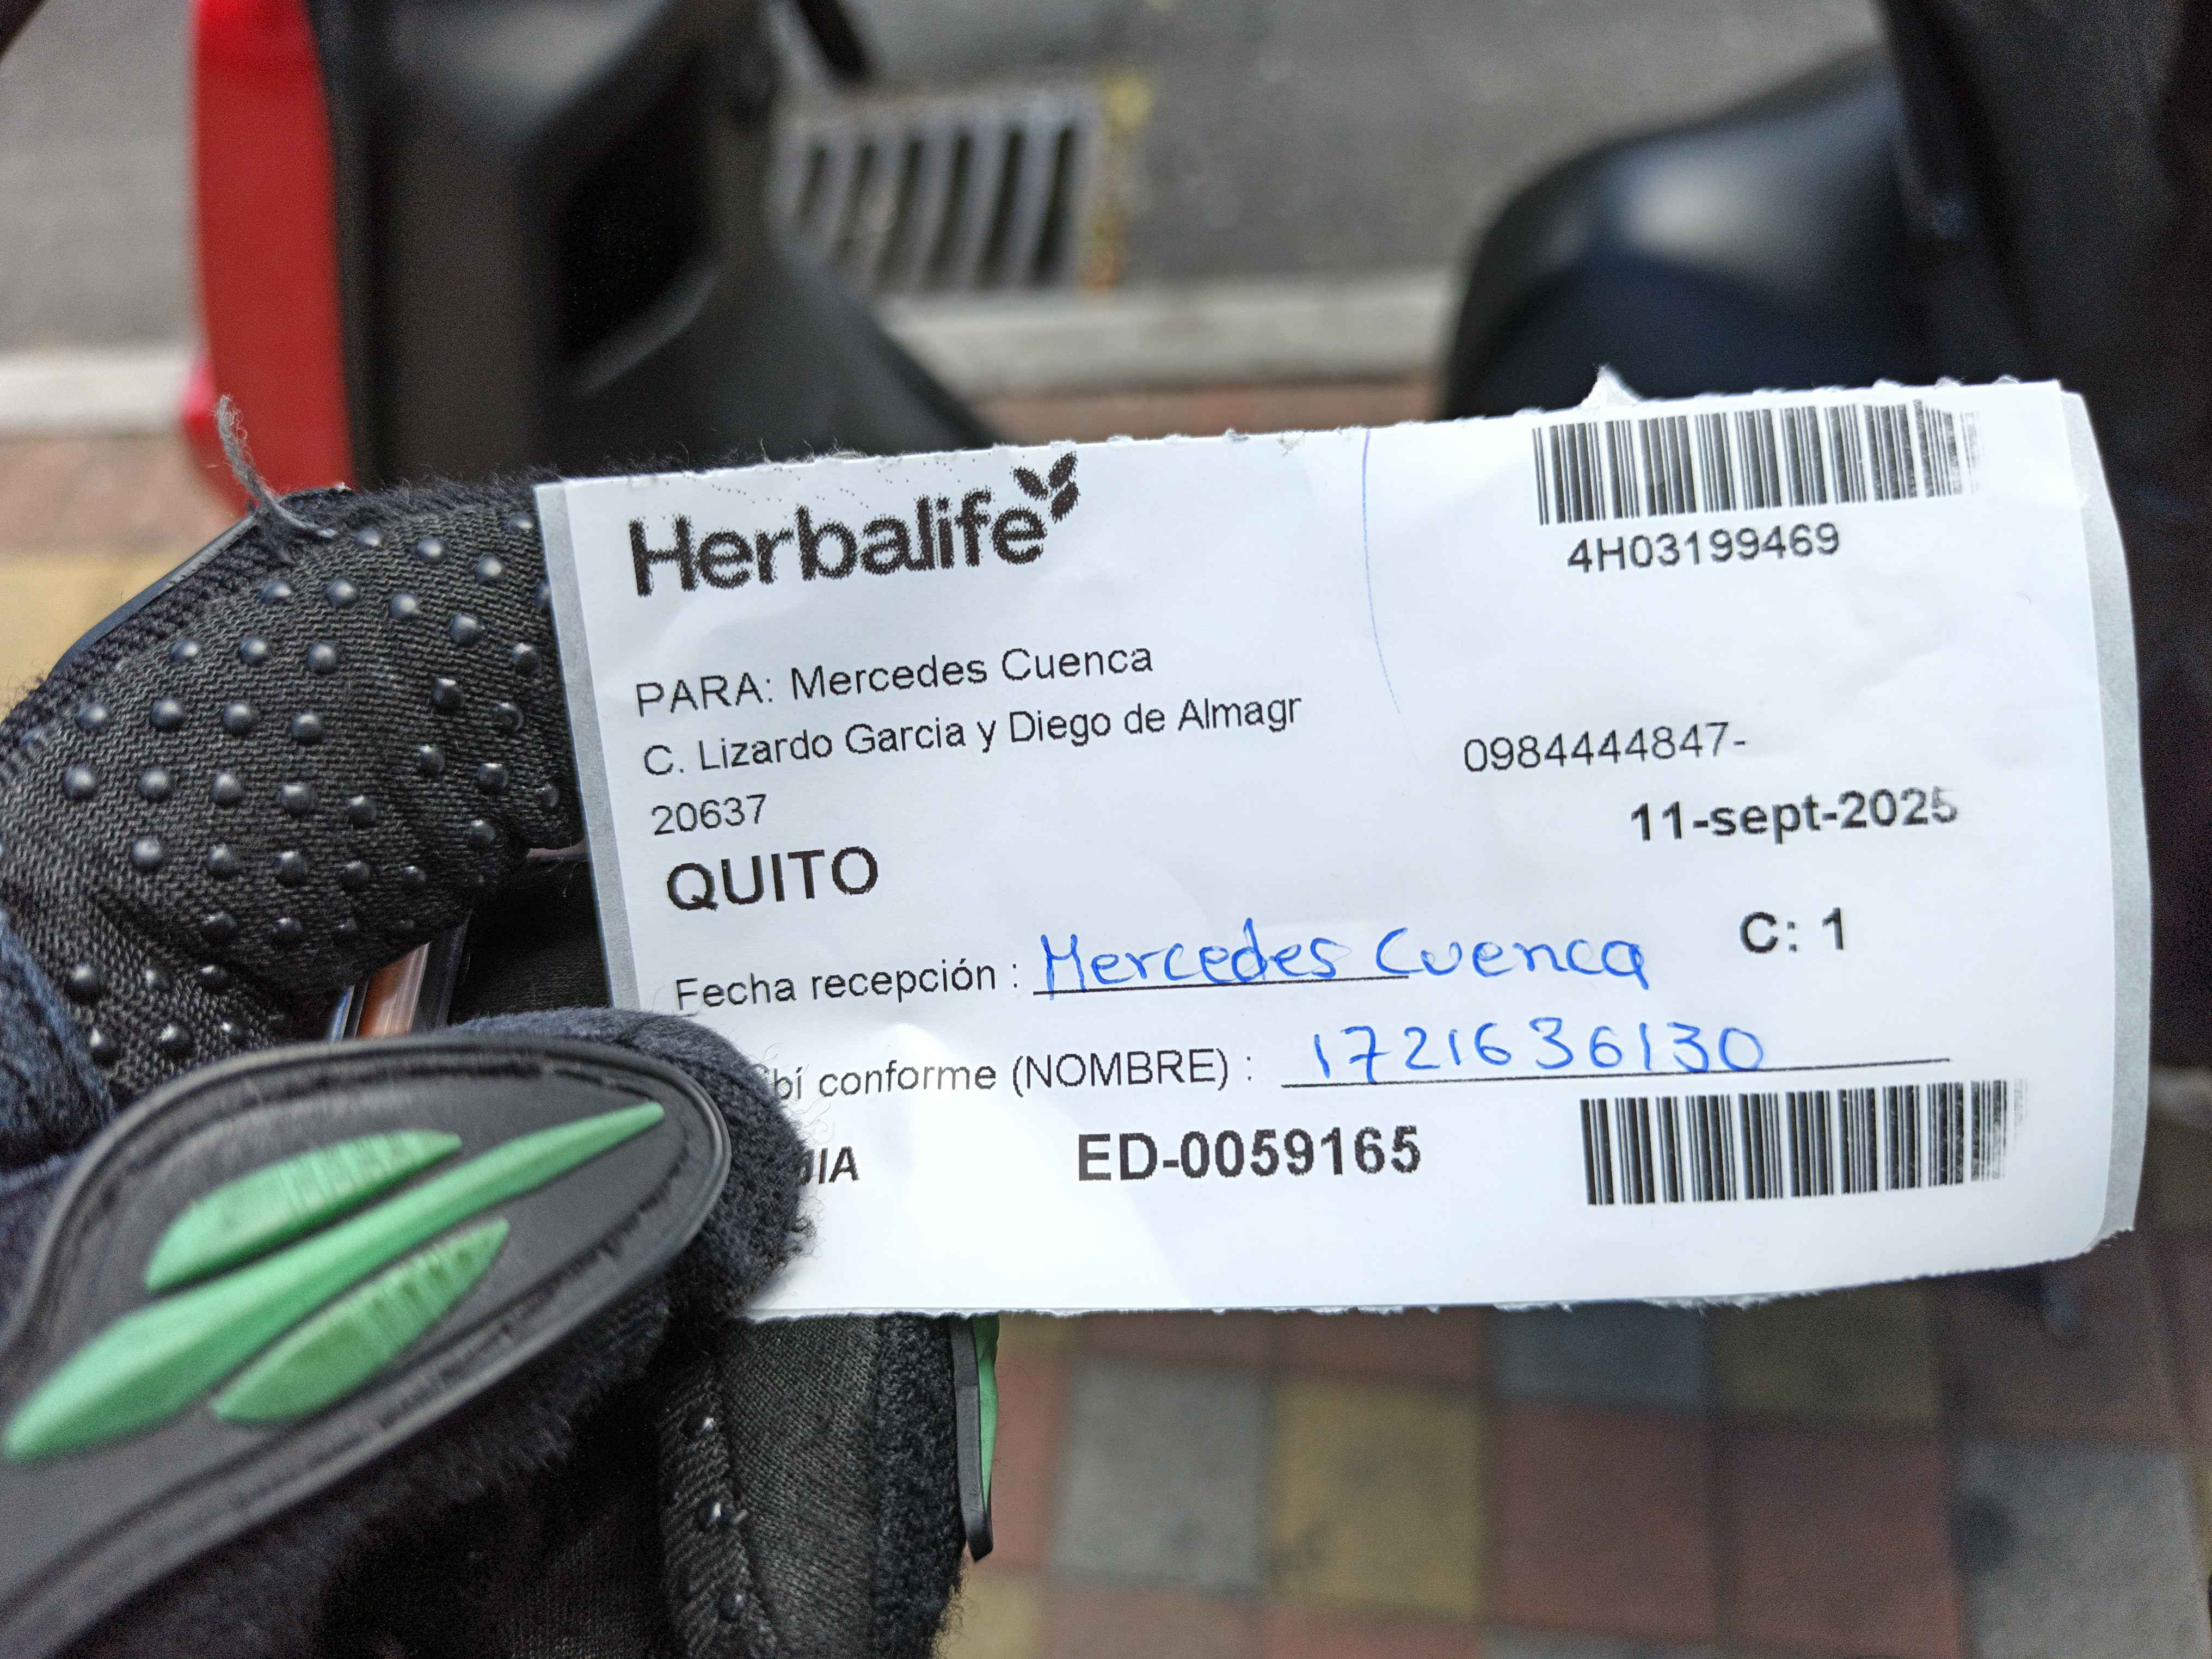 Herbalife
4H03199469
PARA: Mercedes Cuenca
C. Lizardo Garcia y Diego de Almagr
0984444847-
20637
11-sept-2025
QUITO
C: 1
Fecha recepción : Mercedes Cuenca
conforme (NOMBRE) : 1721636130
ED-0059165